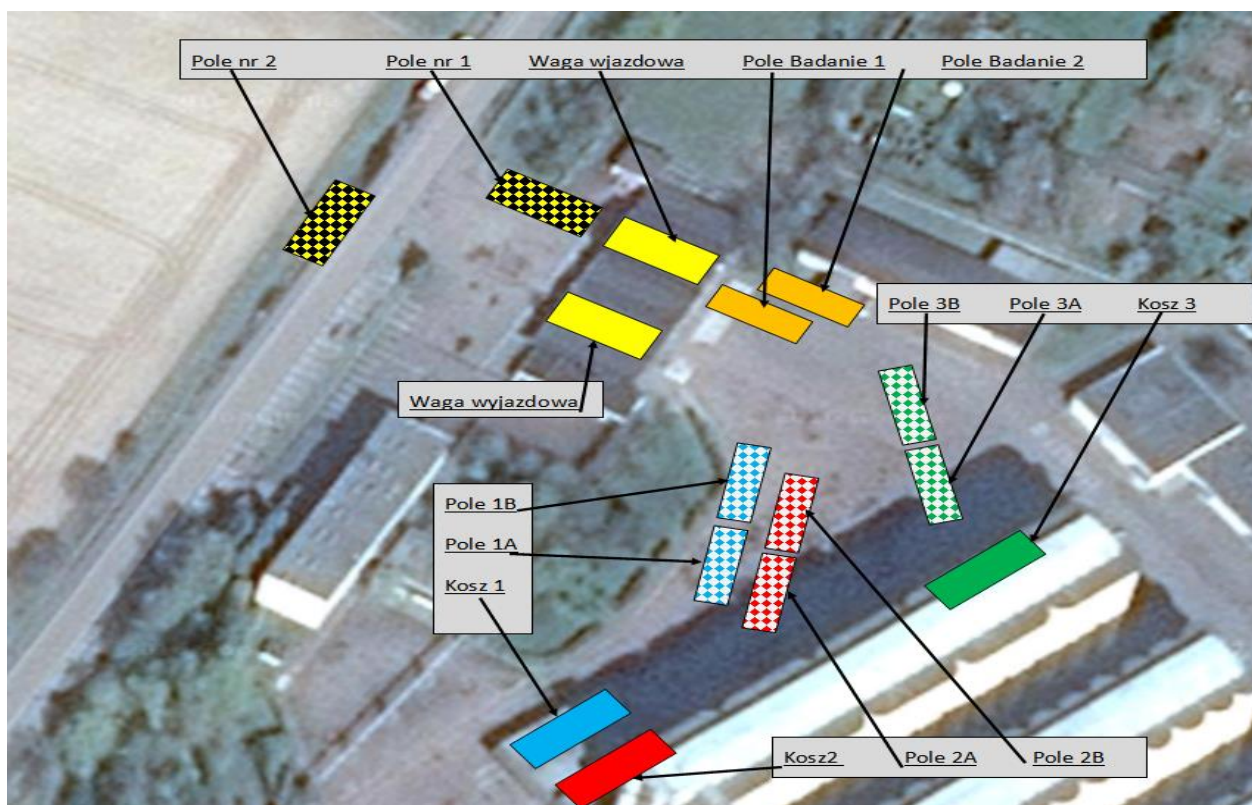 Pole nr 2 Pole nr 1 Waga wjazdowa Pole Badanie 1 Pole Badanie 2
Pole 3B Pole 3A Kosz 3
Waga wyjazdowa
Pole 1B
Pole 1A
Kosz 1
Kosz2 Pole 2A Pole 2B